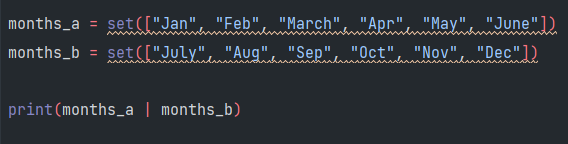 months_a = set(["Jan", "Feb", "March", "Apr", "May", "June"])
months_b = set(["July", "Aug", "Sep", "Oct", "Nov", "Dec"])
print(months_a | months_b)